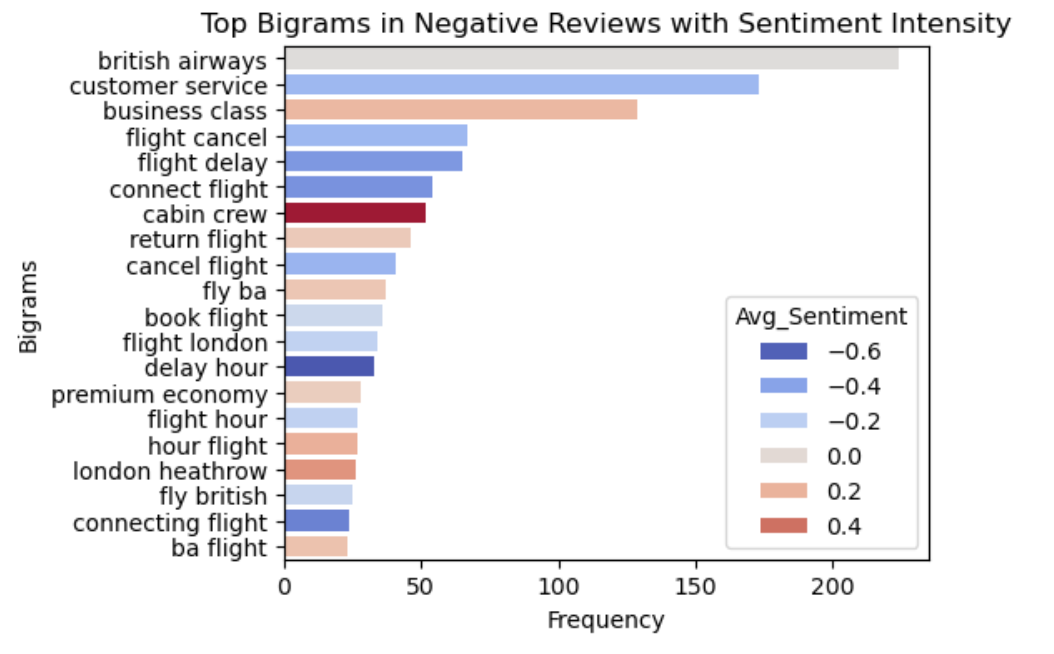 Top Bigrams in Negative Reviews with Sentiment Intensity
Bigrams
british airways
customer service
business class
flight cancel
flight delay
connect flight
cabin crew
return flight
cancel flight
fly ba
book flight
flight london
delay hour
premium economy
flight hour
hour flight
london heathrow
fly british
connecting flight
ba flight
Avg_Sentiment
−0.6
−0.4
−0.2
0.0
0.2
0.4
0 50 100 150 200
Frequency